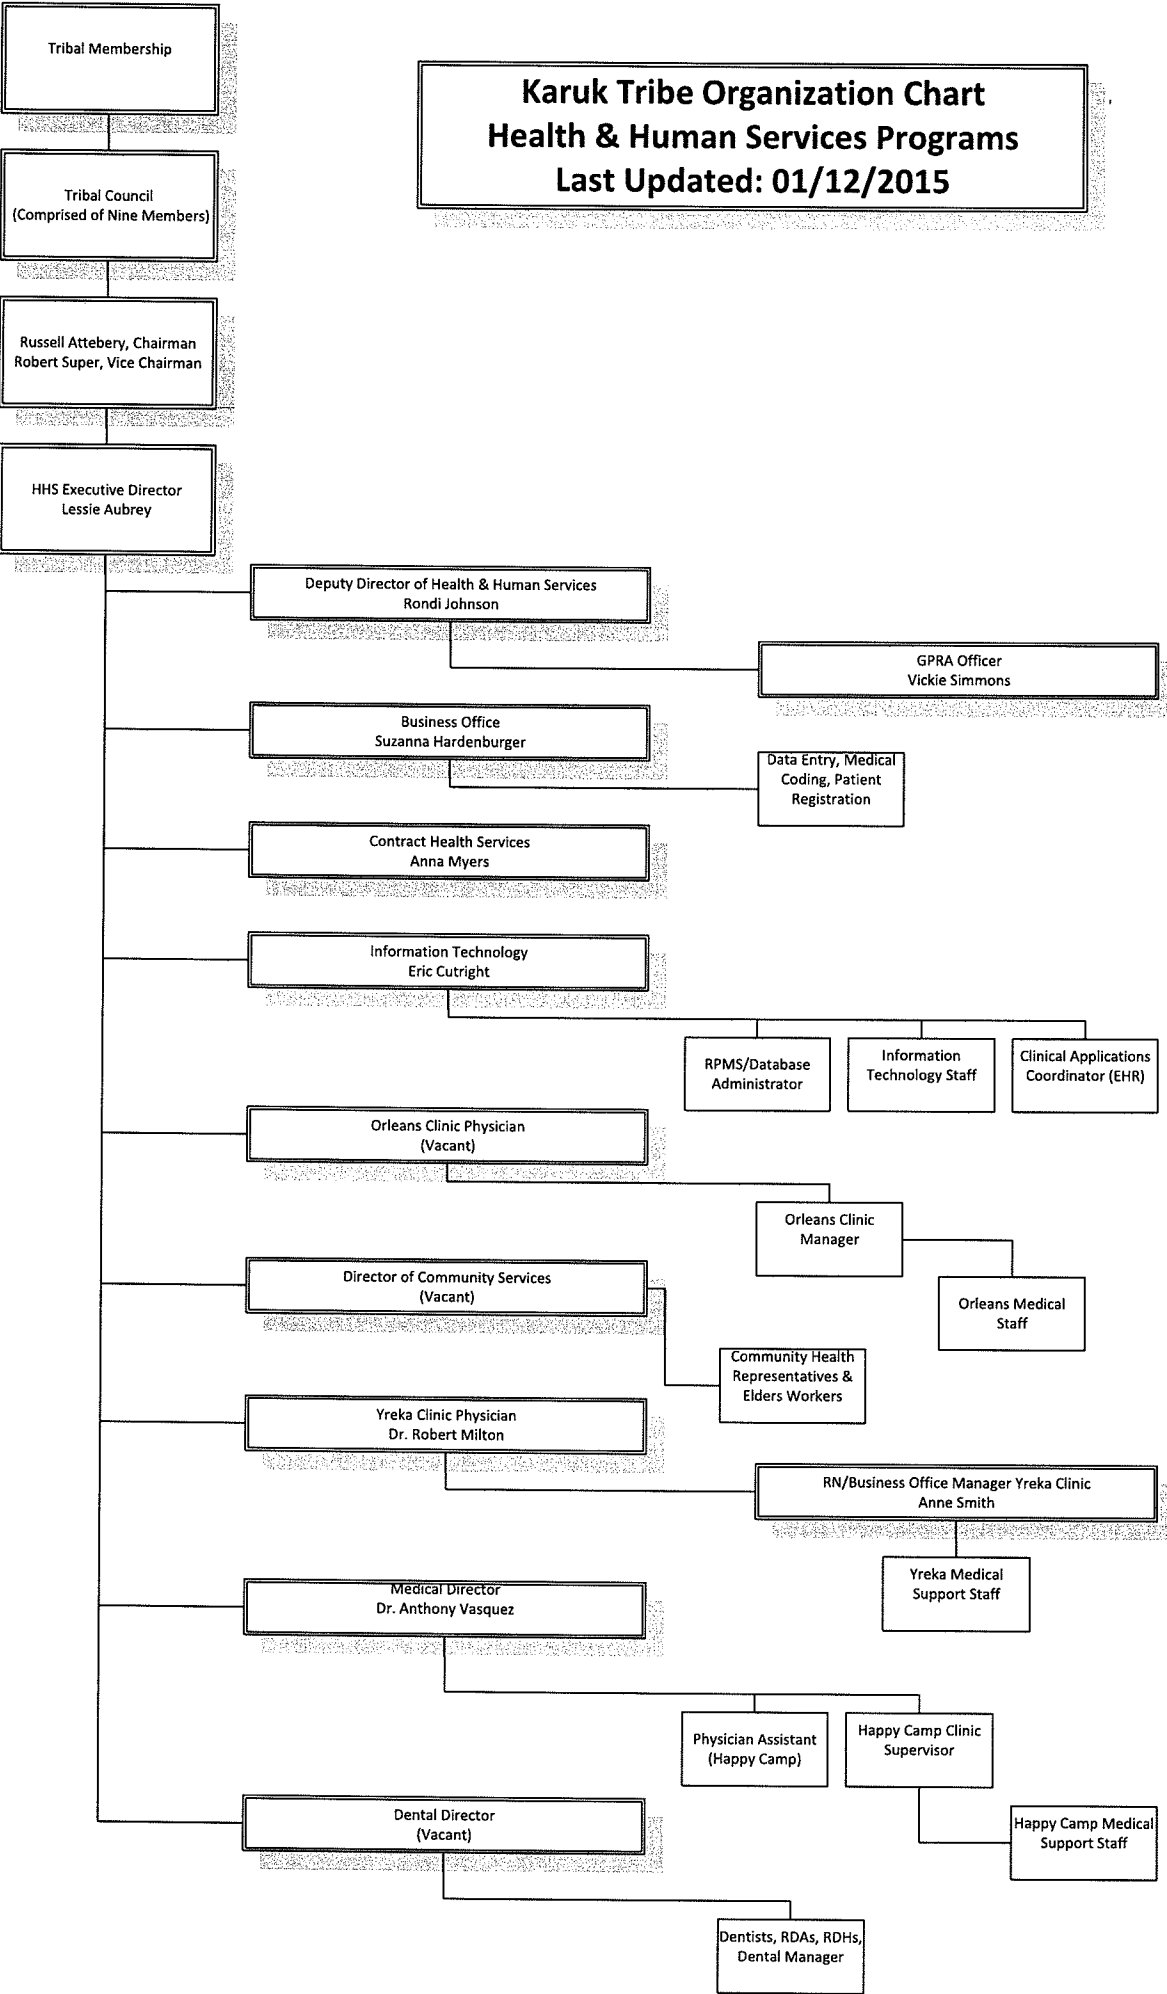 Tribal Membership
Karuk Tribe Organization Chart
Health & Human Services Programs
Last Updated: 01/12/2015
Tribal Council
(Comprised of Nine Members)
Russell Attebery, Chairman
Robert Super, Vice Chairman
HHS Executive Director
Lessie Aubrey
Deputy Director of Health & Human Services
Rondi Johnson
GPRA Officer
Vickie Simmons
Business Office
Suzanna Hardenburger
Data Entry, Medical
Coding, Patient
Registration
Contract Health Services
Anna Myers
Information Technology
Eric Cutright
RPMS/Database
Administrator
Information
Technology Staff
Clinical Applications
Coordinator (EHR)
Orleans Clinic Physician
(Vacant)
Orleans Clinic
Manager
Orleans Medical
Staff
Director of Community Services
(Vacant)
Community Health
Representatives &
Elders Workers
Yreka Clinic Physician
Dr. Robert Milton
RN/Business Office Manager Yreka Clinic
Anne Smith
Yreka Medical
Support Staff
Medical Director
Dr. Anthony Vasquez
Physician Assistant
(Happy Camp)
Happy Camp Clinic
Supervisor
Happy Camp Medical
Support Staff
Dental Director
(Vacant)
Dentists, RDAs, RDHs,
Dental Manager